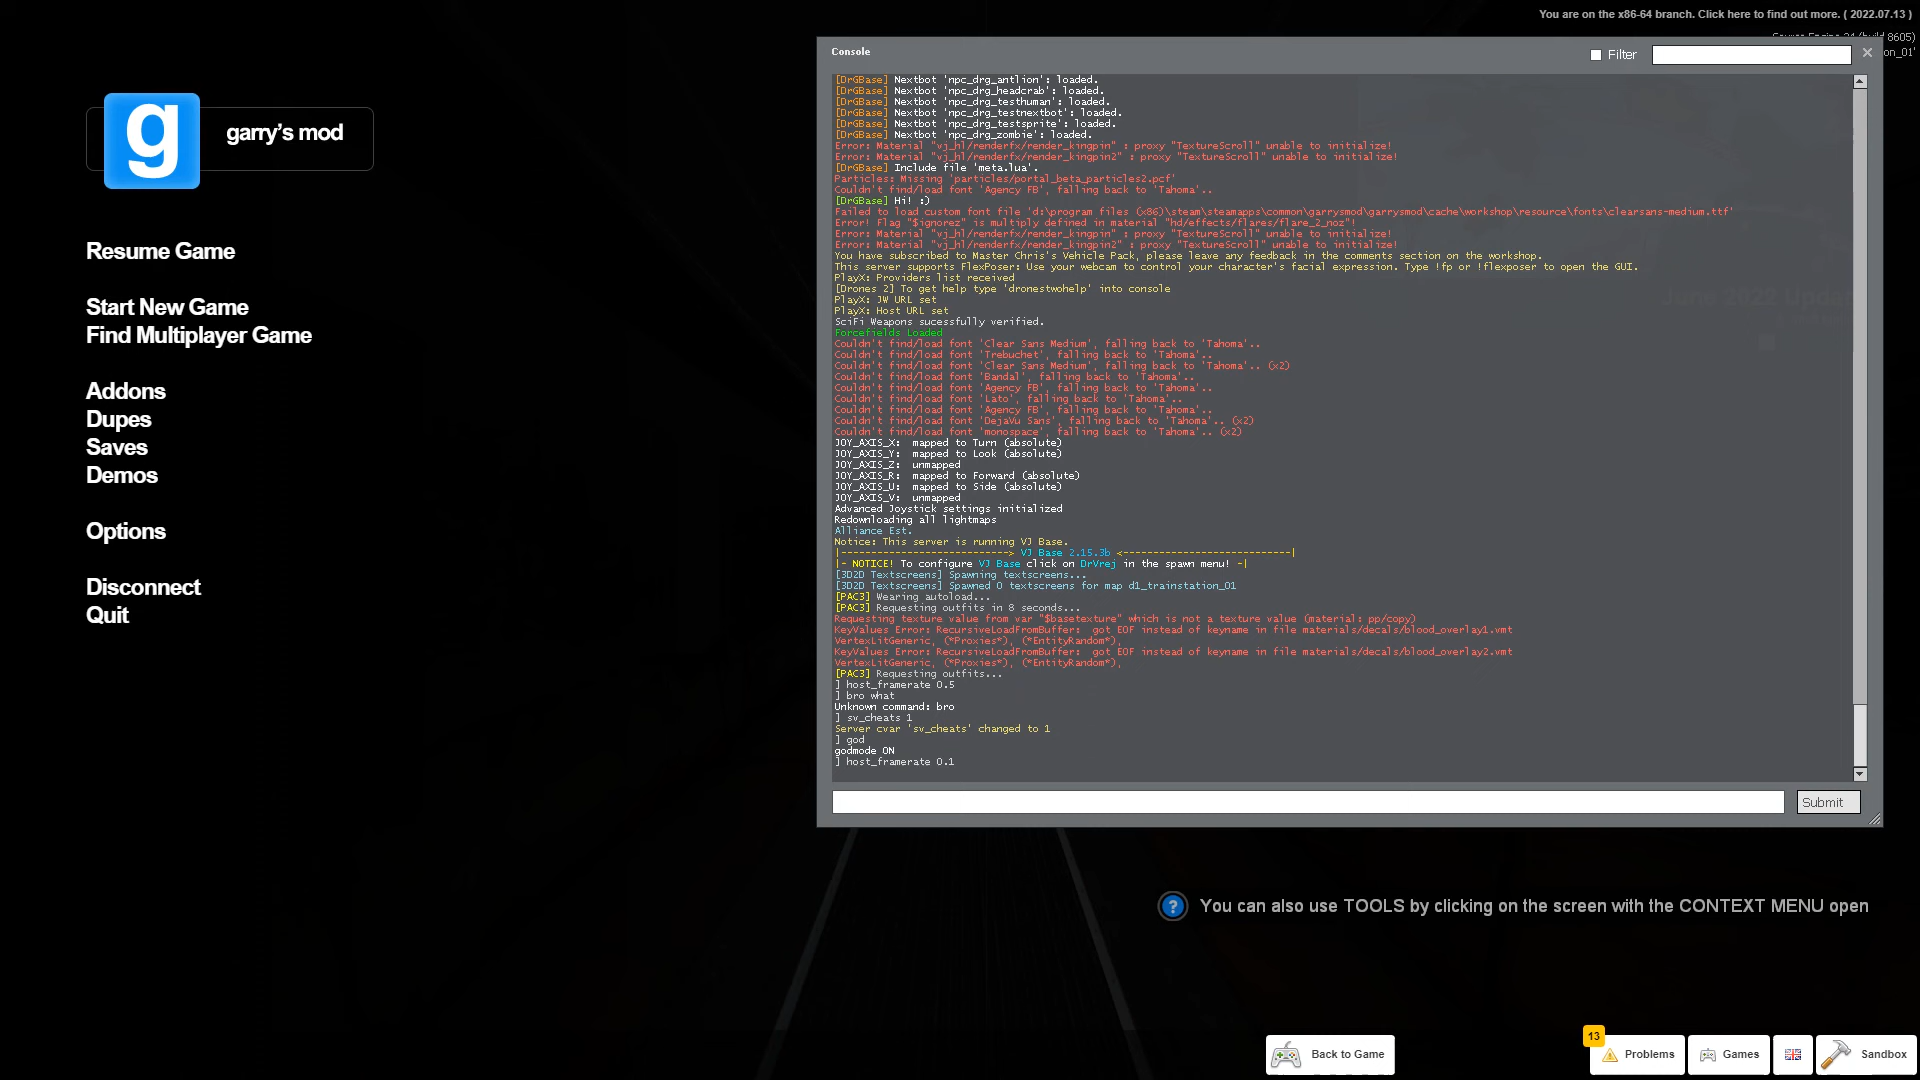 You are on the x86-64 branch. Click here to find out more. ( 2022.07.13 )
8605)
on_01'
g
garry's mod
Resume Game
Start New Game
Find Multiplayer Game
Addons
Dupes
Saves
Demos
Options
Disconnect
Quit
Console
Filter
[DrGBase] Nextbot 'npc_drg_antlion': loaded.
[DrGBase] Nextbot 'npc_drg_headcrab': loaded.
[DrGBase] Nextbot 'npc_drg_testhuman': loaded.
[DrGBase] Nextbot 'npc_drg_testnextbot': loaded.
[DrGBase] Nextbot 'npc_drg_testsprite': loaded.
[DrGBase] Nextbot 'npc_drg_zombie': loaded.
Error: Material "vj_hl/renderfx/render_kingpin" : proxy "TextureScroll" unable to initialize!
Error: Material "vj_hl/renderfx/render_kingpin2" : proxy "TextureScroll" unable to initialize!
[DrGBase] Include file 'meta.lua'.
Particles: Missing 'particles/portal_beta_particles2.pcf'
Couldn't find/load font 'Agency FB', falling back to 'Tahoma'..
[DrGBase] Hi! :)
Failed to load custom font file 'd:\program files (x86)\steam\steamapps\common\garrysmod\garrysmod\cache\workshop\resource\fonts\clearsans-medium.ttf'
Error! Flag "$ignorez" is multiply defined in material "hd/effects/flares/flare_2_noz"!
Error: Material "vj_hl/renderfx/render_kingpin" : proxy "TextureScroll" unable to initialize!
Error: Material "vj_hl/renderfx/render_kingpin2" : proxy "TextureScroll" unable to initialize!
You have subscribed to Master Chris's Vehicle Pack, please leave any feedback in the comments section on the workshop.
This server supports FlexPoser: Use your webcam to control your character's facial expression. Type !fp or !flexposer to open the GUI.
PlayX: Providers list received
[Drones 2] To get help type 'dronestwohelp' into console
PlayX: JW URL set
PlayX: Host URL set
SciFi Weapons sucessfully verified.
Forcefields Loaded
Couldn't find/load font 'Clear Sans Medium', falling back to 'Tahoma'..
Couldn't find/load font 'Trebuchet', falling back to 'Tahoma'..
Couldn't find/load font 'Clear Sans Medium', falling back to 'Tahoma'.. (x2)
Couldn't find/load font 'Bandal', falling back to 'Tahoma'..
Couldn't find/load font 'Agency FB', falling back to 'Tahoma'..
Couldn't find/load font 'Lato', falling back to 'Tahoma'..
Couldn't find/load font 'Agency FB', falling back to 'Tahoma'..
Couldn't find/load font 'DejaVu Sans', falling back to 'Tahoma'.. (x2)
Couldn't find/load font 'monospace', falling back to 'Tahoma'.. (x2)
JOY_AXIS_X: mapped to Turn (absolute)
JOY_AXIS_Y: mapped to Look (absolute)
JOY_AXIS_Z: unmapped
JOY_AXIS_R: mapped to Forward (absolute)
JOY_AXIS_U: mapped to Side (absolute)
JOY_AXIS_V: unmapped
Advanced Joystick settings initialized
Redownloading all lightmaps
Alliance Est.
Notice: This server is running VJ Base.
|----------------------------> VJ Base 2.15.3b <----------------------------|
|- NOTICE! To configure VJ Base click on DrVrej in the spawn menu! -|
[3D2D Textscreens] Spawning textscreens...
[3D2D Textscreens] Spawned 0 textscreens for map d1_trainstation_01
[PAC3] Wearing autoload...
[PAC3] Requesting outfits in 8 seconds...
Requesting texture value from var "$basetexture" which is not a texture value (material: pp/copy)
KeyValues Error: RecursiveLoadFromBuffer: got EOF instead of keyname in file materials/decals/blood_overlay1.vmt
VertexLitGeneric, (*Proxies*), (*EntityRandom*),
KeyValues Error: RecursiveLoadFromBuffer: got EOF instead of keyname in file materials/decals/blood_overlay2.vmt
VertexLitGeneric, (*Proxies*), (*EntityRandom*),
[PAC3] Requesting outfits...
] host_framerate 0.5
] bro what
Unknown command: bro
] sv_cheats 1
Server cvar 'sv_cheats' changed to 1
] god
godmode ON
] host_framerate 0.1
June 2022 Upda
Submit
? You can also use TOOLS by clicking on the screen with the CONTEXT MENU open
Back to Game
13
Problems
Games
Sandbox